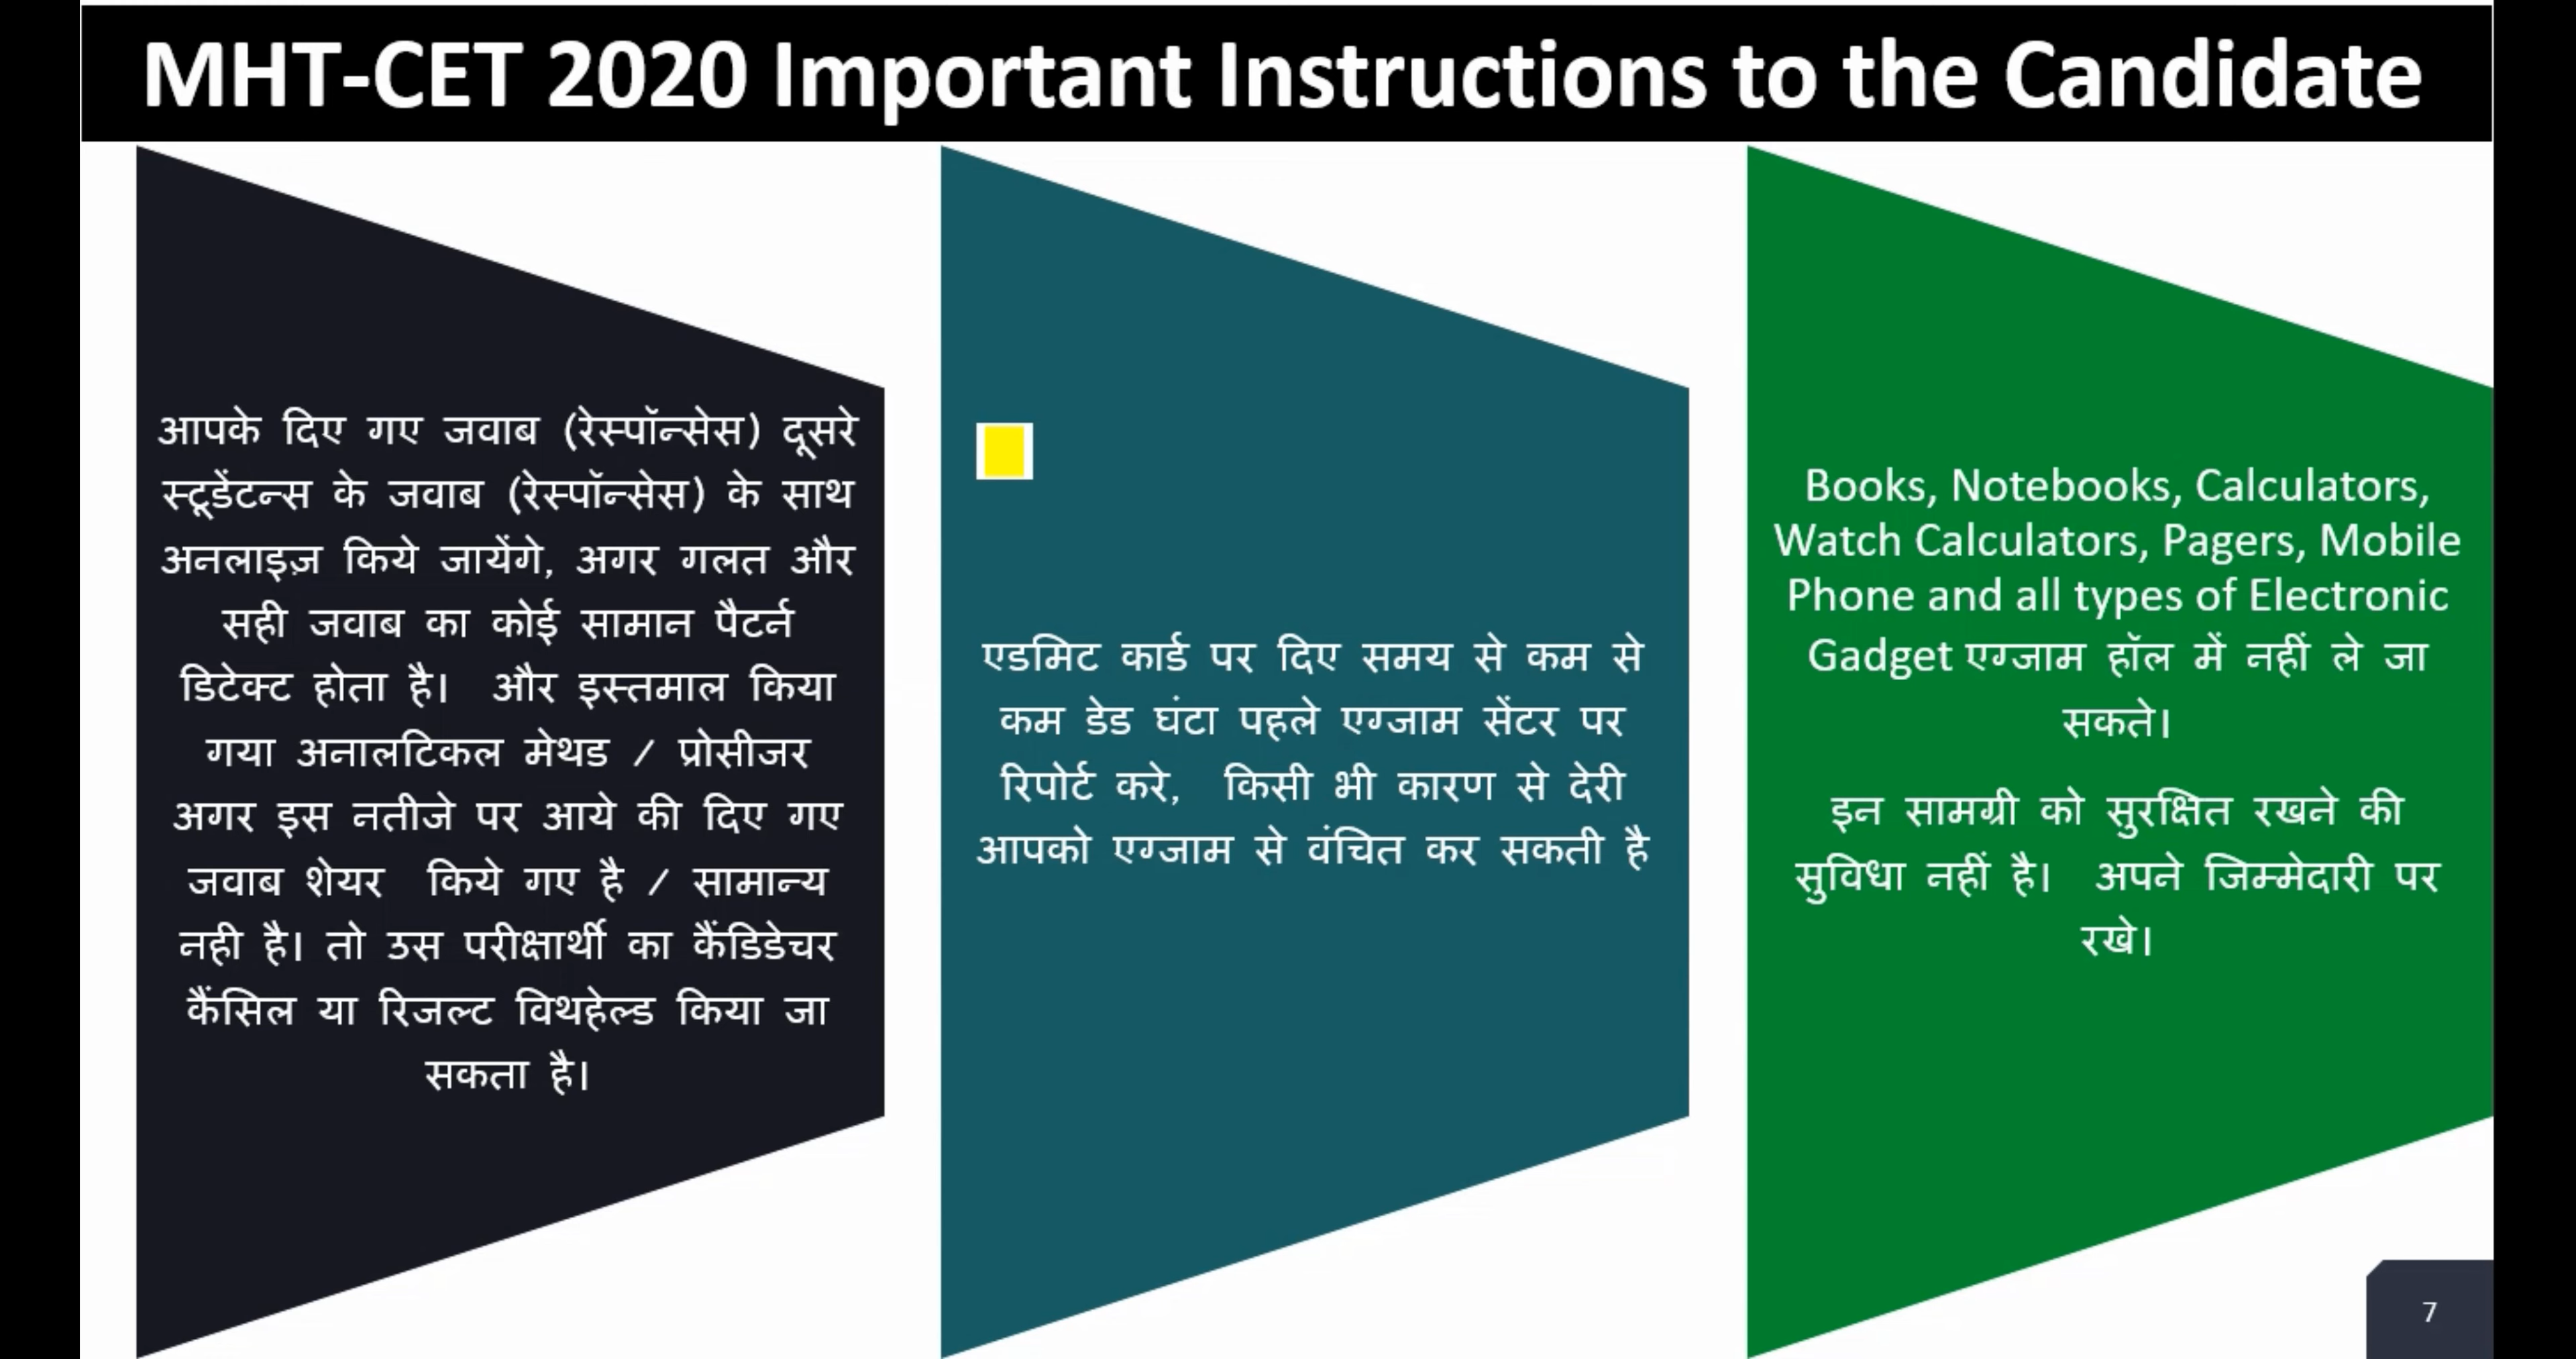 MHT-CET 2020 Important Instructions to the Candidate
आपके दिए गए जवाब (रेस्पॉन्सेस) दूसरे
स्टूडेंटन्स के जवाब (रेस्पॉन्सेस) के साथ
अनलाइज़ किये जायेंगे, अगर गलत और
सही जवाब का कोई सामान पैटर्न
डिटेक्ट होता है। और इस्तमाल किया
गया अनालटिकल मेथड / प्रोसीजर
अगर इस नतीजे पर आये की दिए गए
जवाब शेयर किये गए है / सामान्य
नही है। तो उस परीक्षार्थी का कैंडिडेचर
कैंसिल या रिजल्ट विथहेल्ड किया जा
सकता है।
एडमिट कार्ड पर दिए समय से कम से
कम डेड घंटा पहले एग्जाम सेंटर पर
रिपोर्ट करे, किसी भी कारण से देरी
आपको एग्जाम से वंचित कर सकती है
Books, Notebooks, Calculators,
Watch Calculators, Pagers, Mobile
Phone and all types of Electronic
Gadget एग्जाम हॉल में नहीं ले जा
सकते।
इन सामग्री को सुरक्षित रखने की
सुविधा नहीं है। अपने जिम्मेदारी पर
रखे।
7